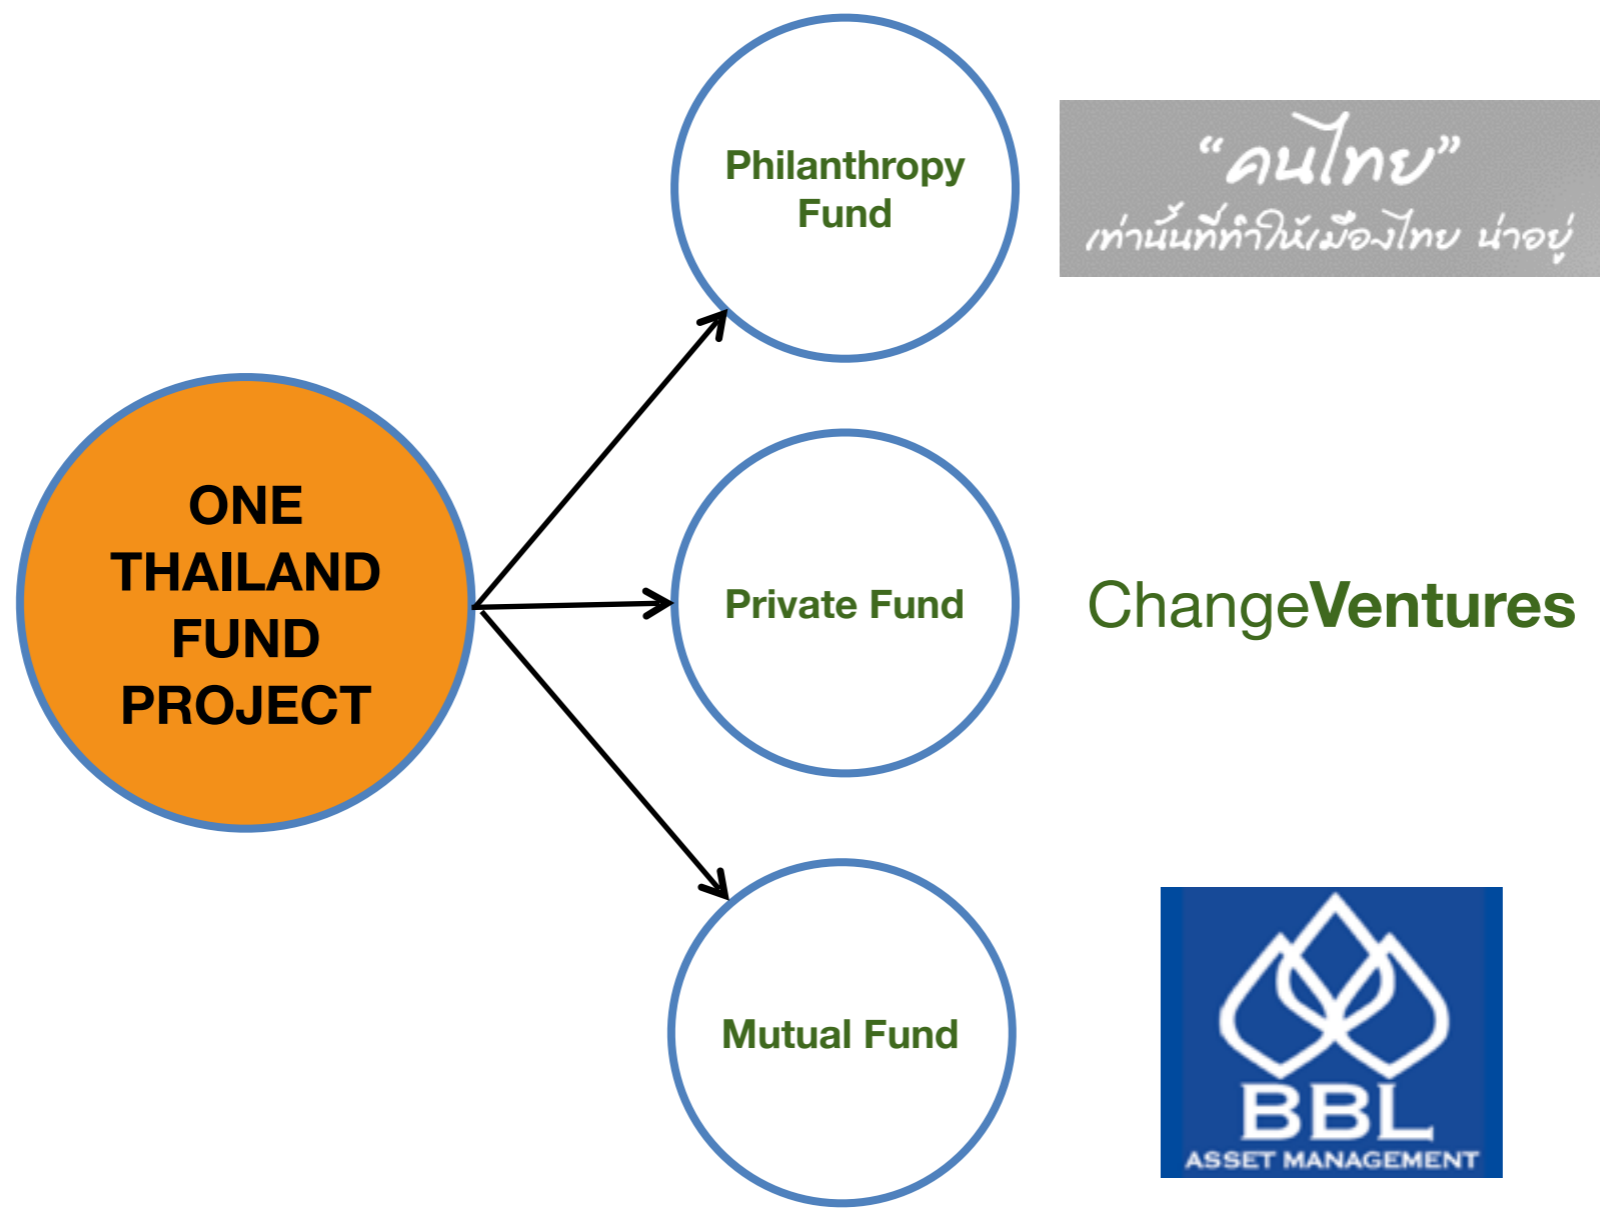 Philanthropy
Fund
“คนไทย”
เท่านั้นที่ทำให้เมืองไทย น่าอยู่
ONE
THAILAND
FUND
PROJECT
Private Fund
ChangeVentures
Mutual Fund
BBL
ASSET MANAGEMENT